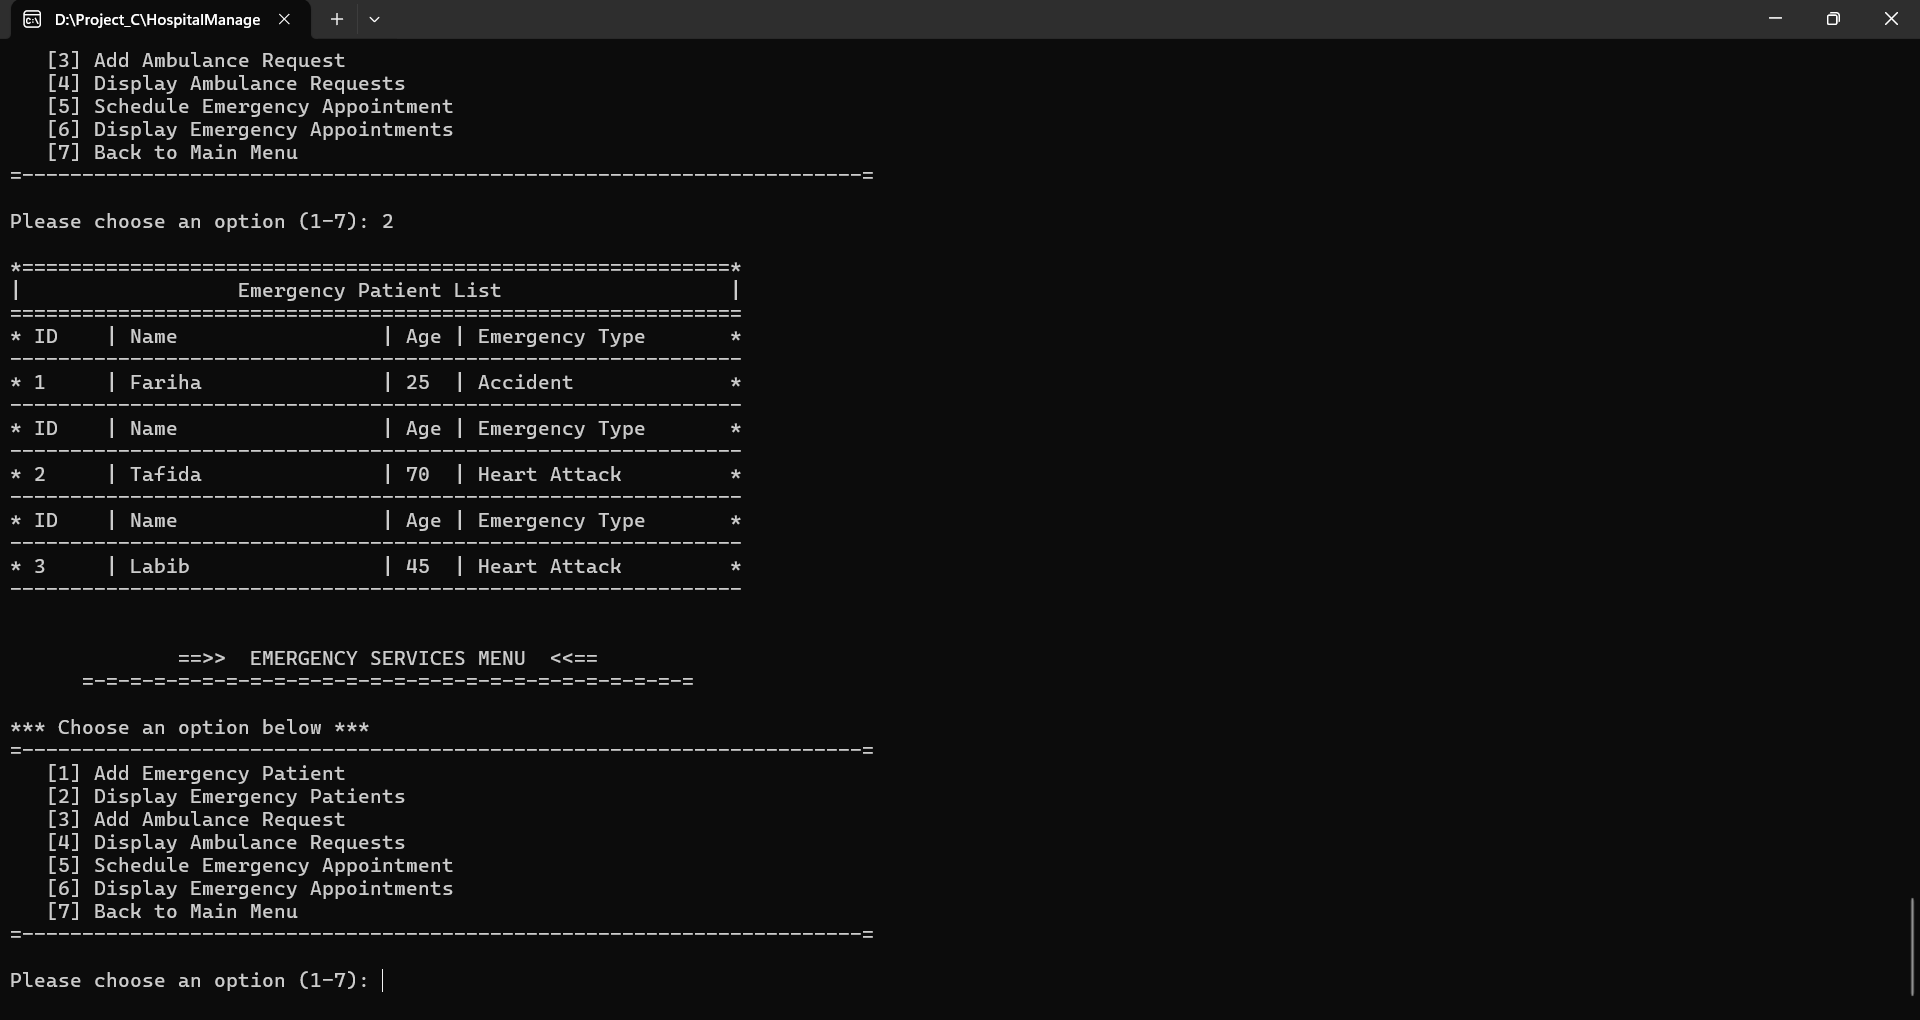 D:\Project_C\HospitalManage
[3] Add Ambulance Request
[4] Display Ambulance Requests
[5] Schedule Emergency Appointment
[6] Display Emergency Appointments
[7] Back to Main Menu
=----------------------------------------------------------------------=
Please choose an option (1-7): 2
*===========================================================*
|                  Emergency Patient List                   |
=============================================================
* ID    | Name                 | Age | Emergency Type       *
-------------------------------------------------------------
* 1     | Fariha               | 25  | Accident             *
-------------------------------------------------------------
* ID    | Name                 | Age | Emergency Type       *
-------------------------------------------------------------
* 2     | Tafida               | 70  | Heart Attack         *
-------------------------------------------------------------
* ID    | Name                 | Age | Emergency Type       *
-------------------------------------------------------------
* 3     | Labib                | 45  | Heart Attack         *
-------------------------------------------------------------
==>>  EMERGENCY SERVICES MENU  <<==
=-=-=-=-=-=-=-=-=-=-=-=-=-=-=-=-=-=-=-=-=-=-=-=-=-=
*** Choose an option below ***
=----------------------------------------------------------------------=
[1] Add Emergency Patient
[2] Display Emergency Patients
[3] Add Ambulance Request
[4] Display Ambulance Requests
[5] Schedule Emergency Appointment
[6] Display Emergency Appointments
[7] Back to Main Menu
=----------------------------------------------------------------------=
Please choose an option (1-7):